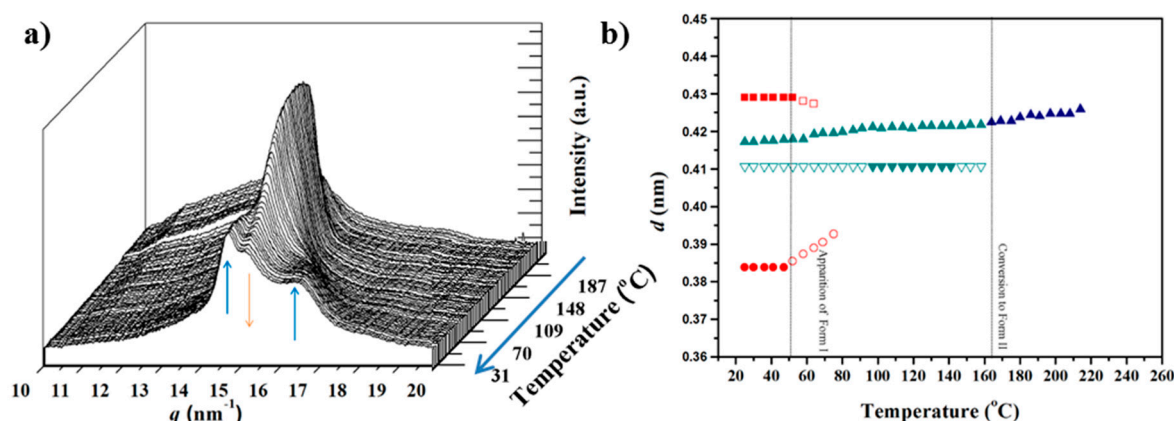 a)
Intensity (a.u.)
187
148
109
70
31
Temperature (°C)
10 11 12 13 14 15 16 17 18 19 20
q (nm⁻¹)
b)
0.45
0.44
0.43
0.42
0.41
0.40
0.39
0.38
0.37
0.36
d (nm)
Apparition of Form I
Conversion to Form II
20 40 60 80 100 120 140 160 180 200 220 240 260
Temperature (°C)